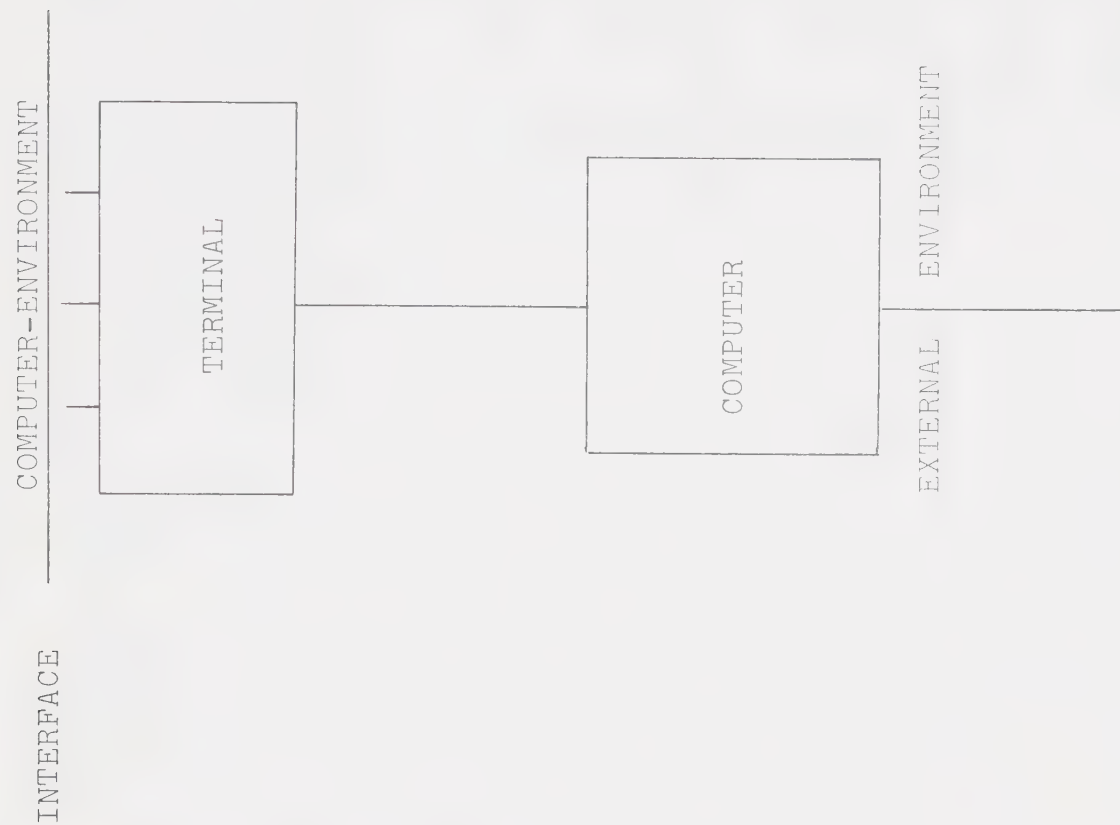 COMPUTER-ENVIRONMENT
INTERFACE
TERMINAL
COMPUTER
EXTERNAL ENVIRONMENT